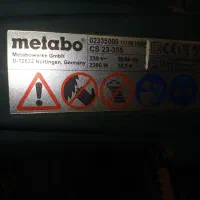 metabo
Metabowerke GmbH
D-72622 Nürtingen, Germany
02335000
CS 23-355
230 V~
2300 W